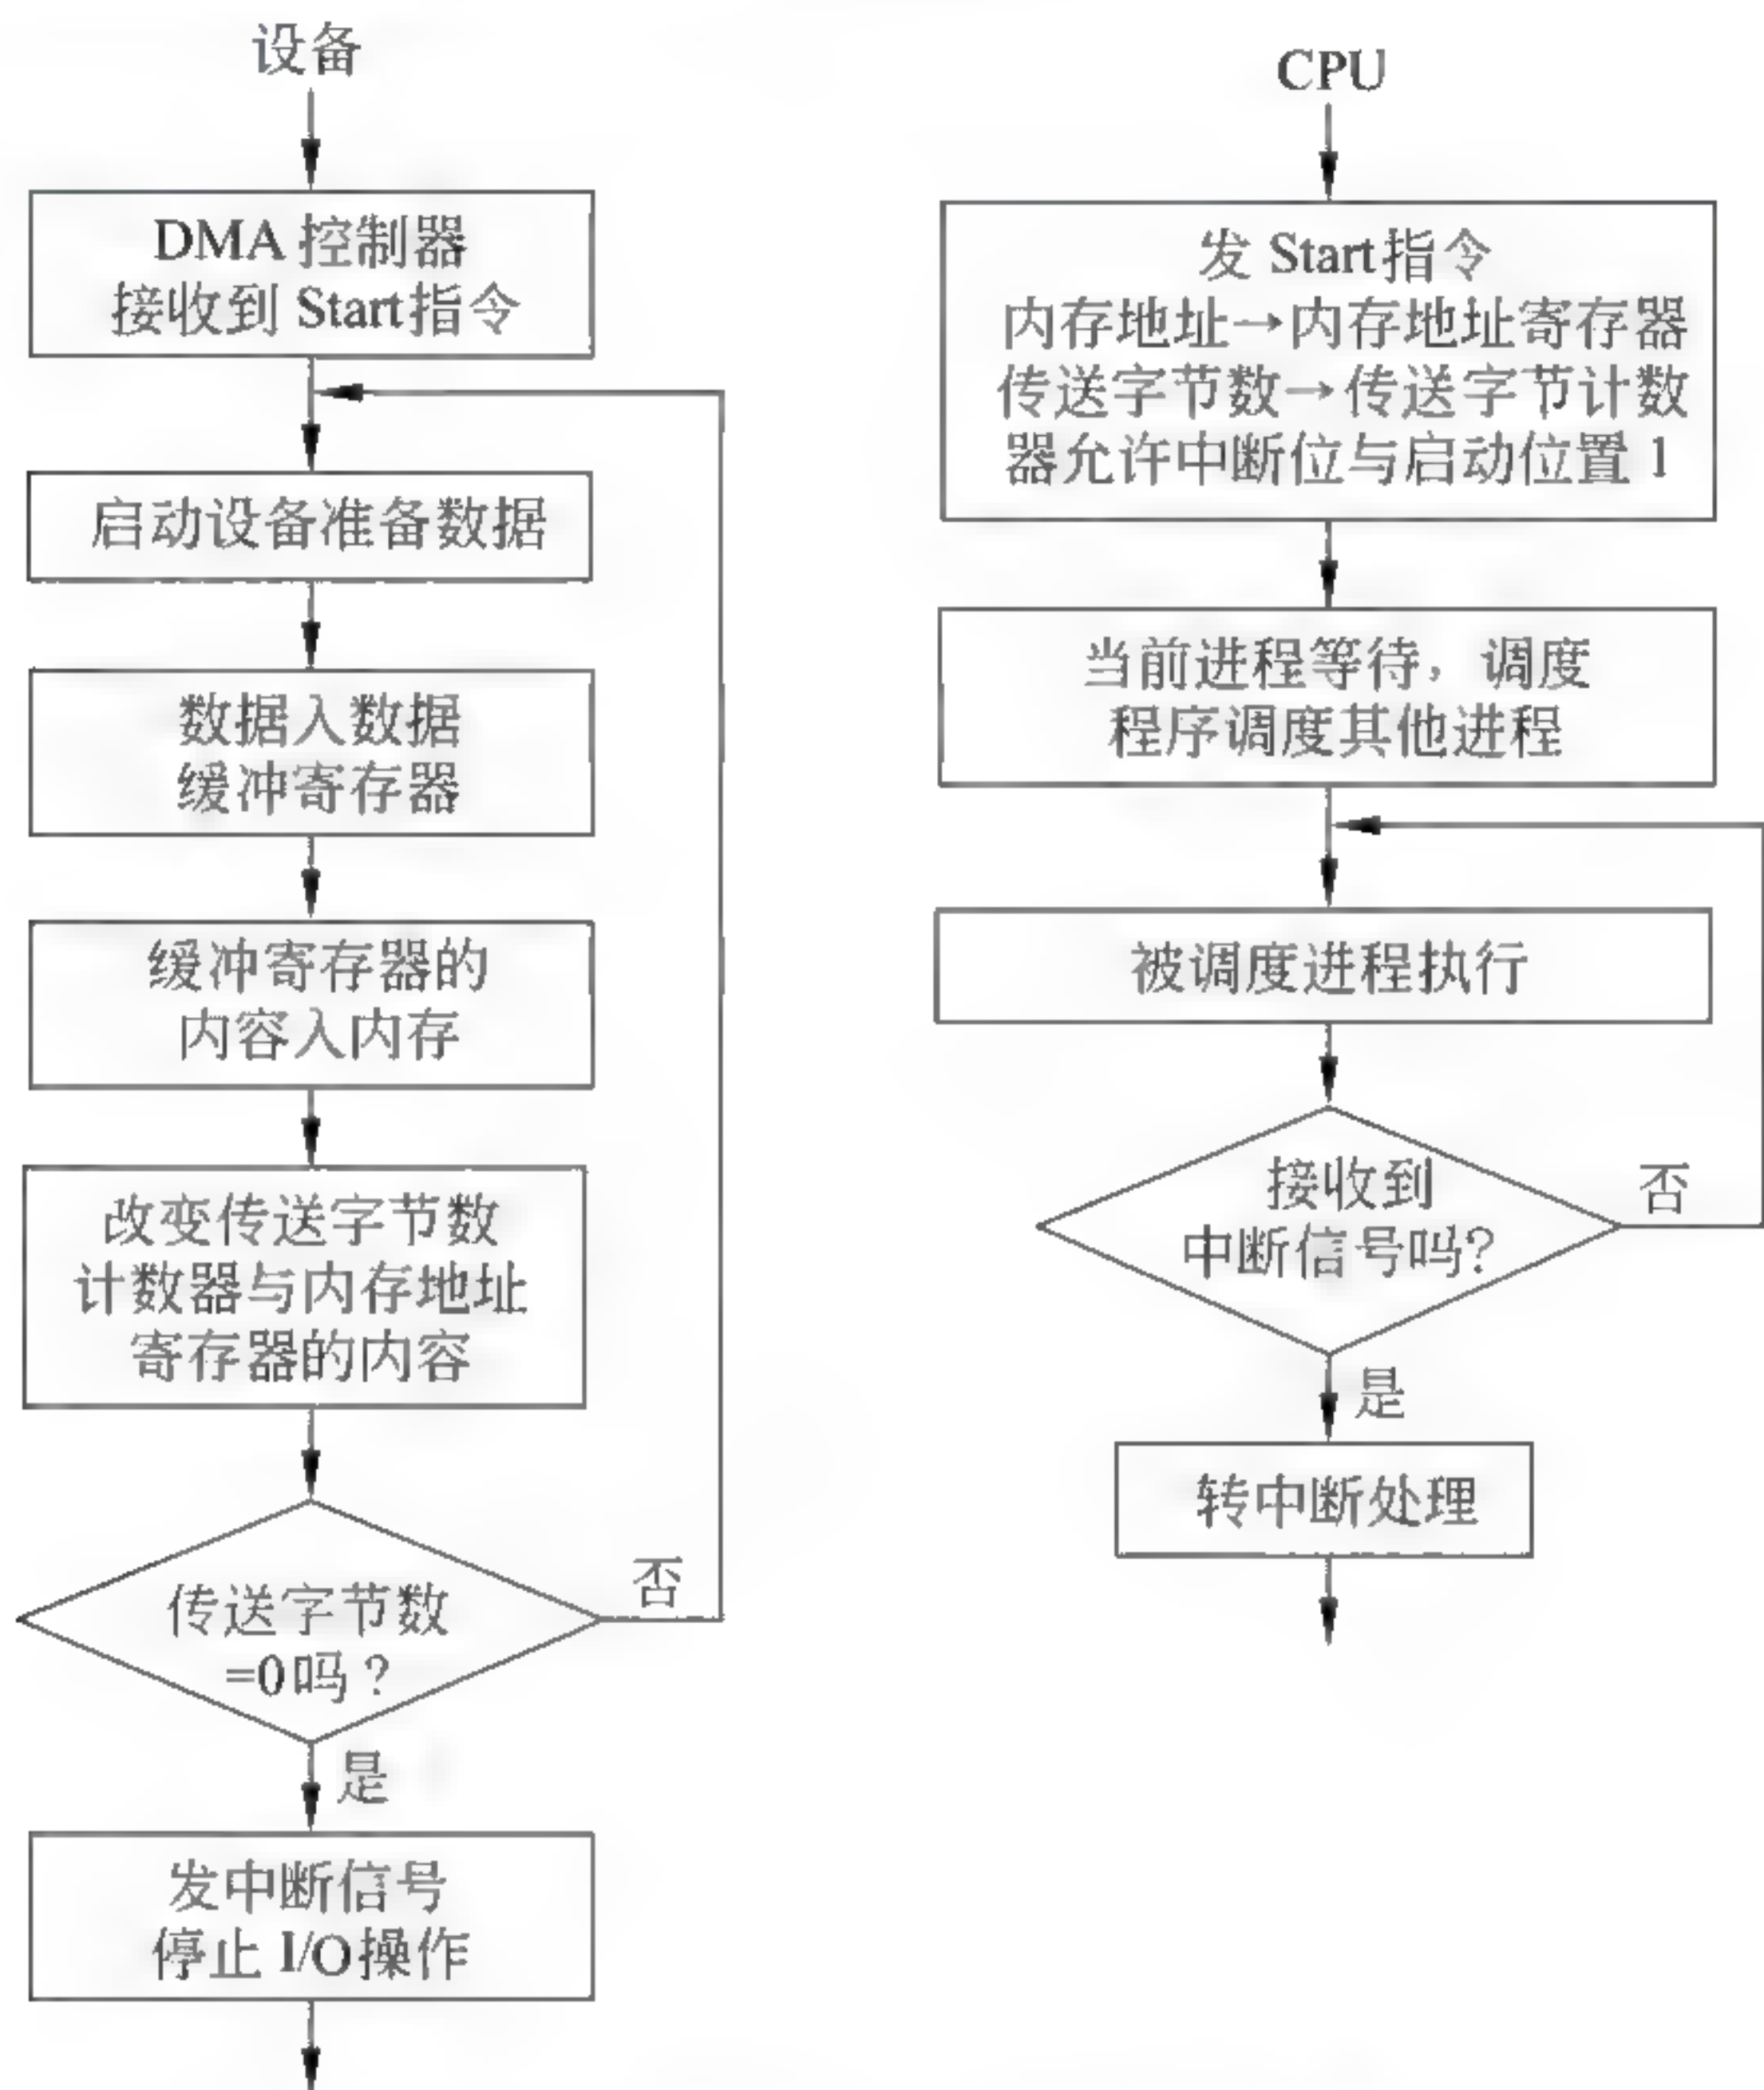 设备
DMA 控制器
接收到 Start指令
启动设备准备数据
数据入数据
缓冲寄存器
缓冲寄存器的
内容入内存
改变传送字节数
计数器与内存地址
寄存器的内容
传送字节数
=0吗？
否
是
发中断信号
停止 I/O操作
CPU
发 Start指令
内存地址→内存地址寄存器
传送字节数→传送字节计数
器允许中断位与启动位置 1
当前进程等待，调度
程序调度其他进程
被调度进程执行
接收到
中断信号吗?
否
是
转中断处理